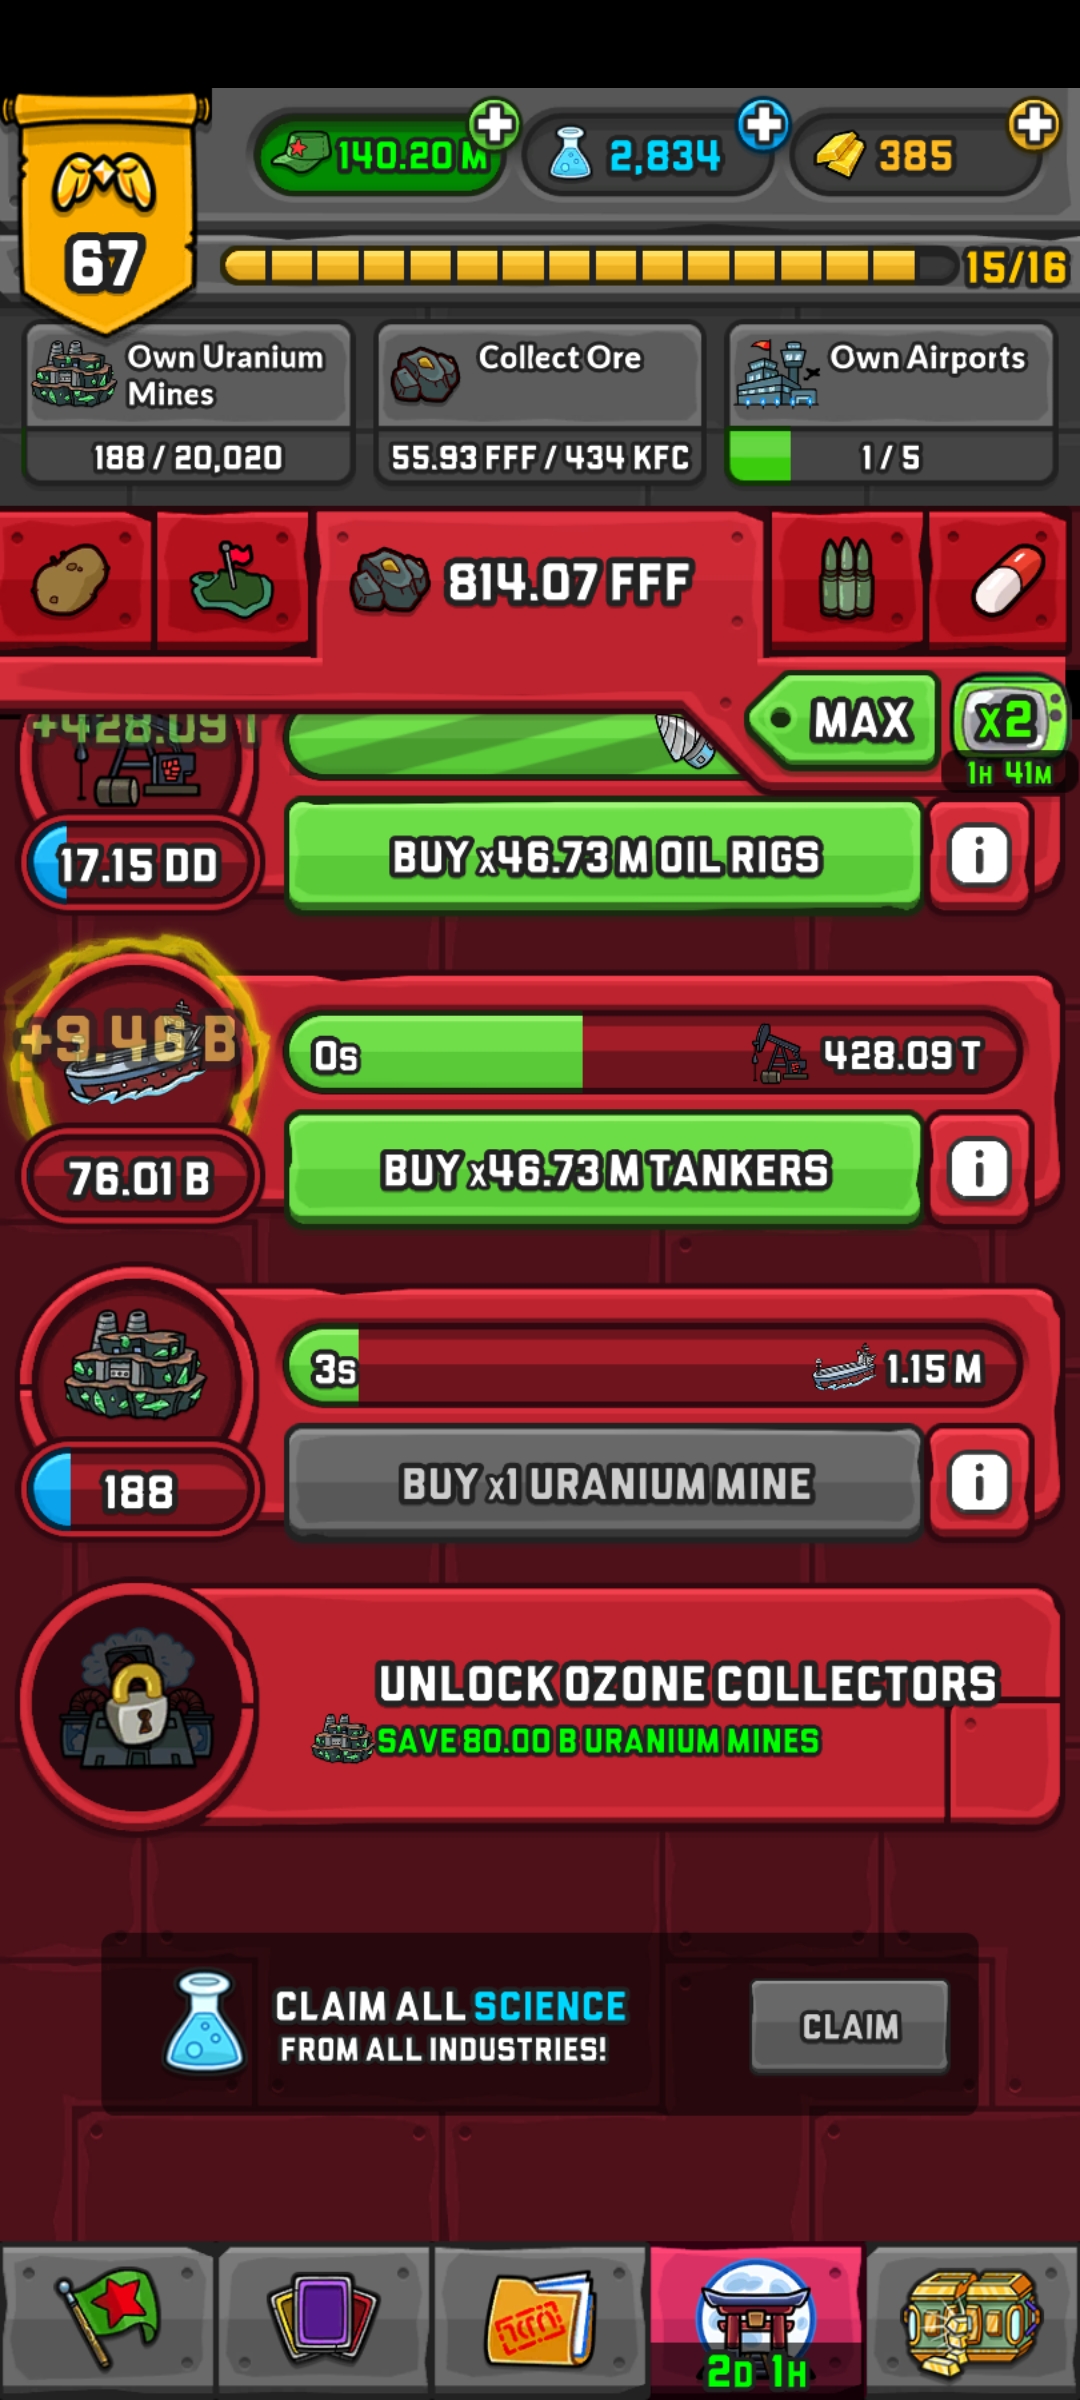 67
140.20 M
2,834
385
15/16
Own Uranium
Mines
188 / 20,020
Collect Ore
55.93 FFF / 434 KFC
Own Airports
1 / 5
814.07 FFF
MAX
x2
1H 41M
+428.09 T
17.15 DD
BUY x46.73 M OIL RIGS
i
+9.46 B
0s
428.09 T
76.01 B
BUY x46.73 M TANKERS
i
3s
1.15 M
188
BUY x1 URANIUM MINE
i
UNLOCK OZONE COLLECTORS
SAVE 80.00 B URANIUM MINES
CLAIM ALL SCIENCE
FROM ALL INDUSTRIES!
CLAIM
2D 1H